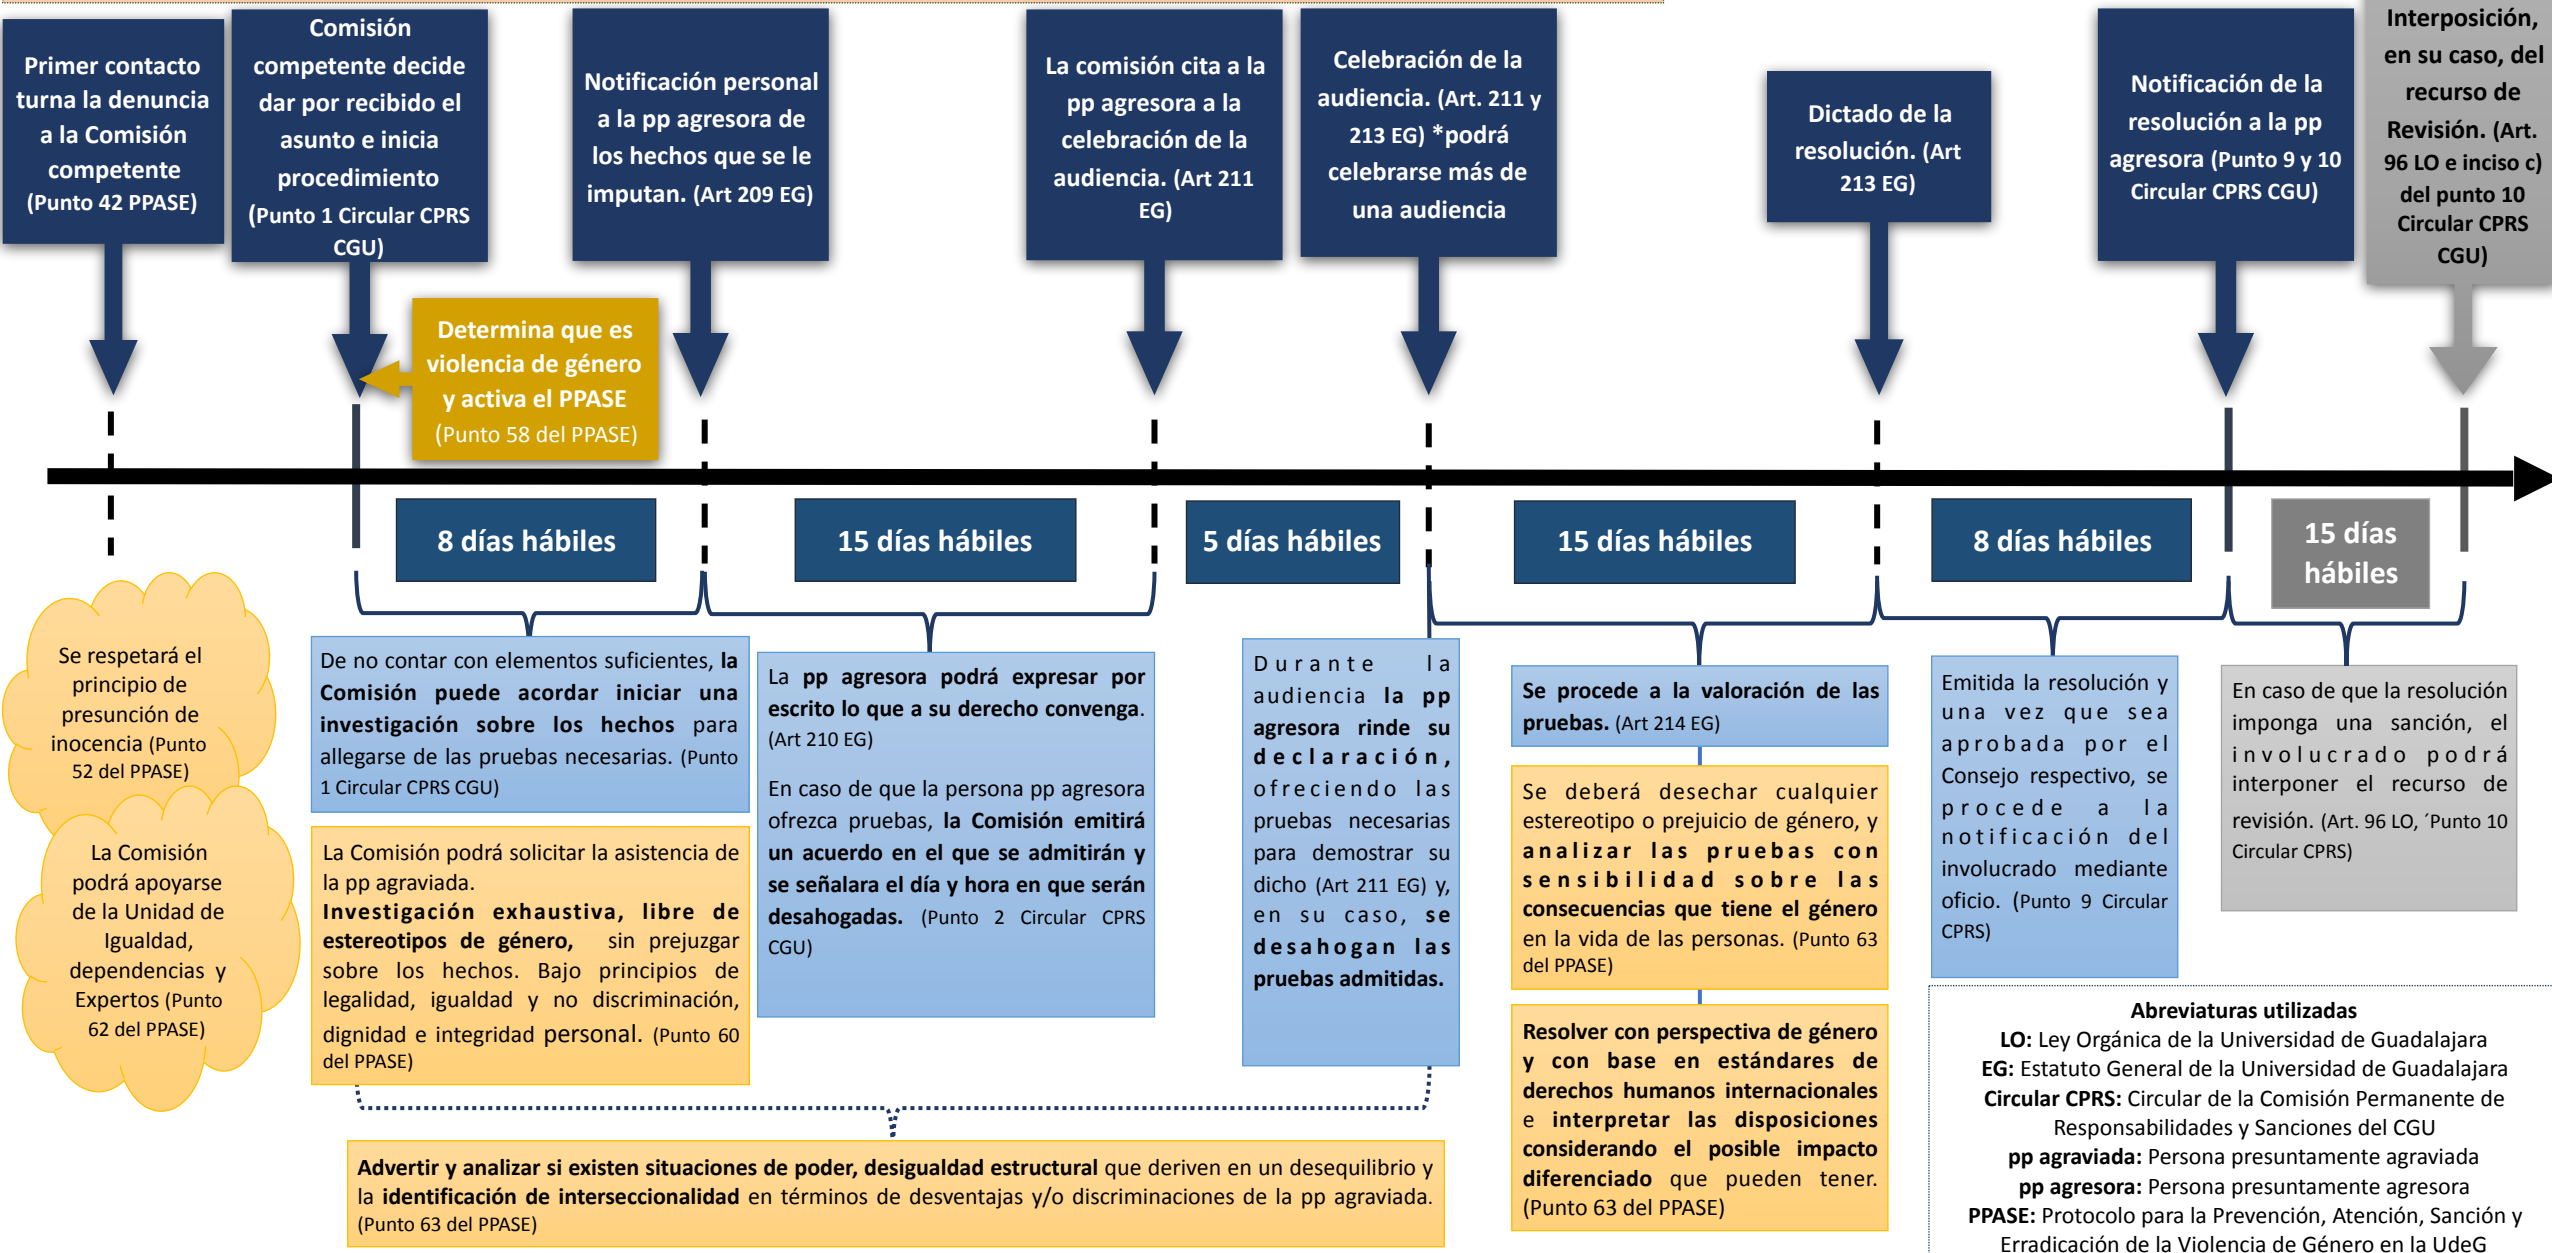 Primer contacto
turna la denuncia
a la Comisión
competente
(Punto 42 PPASE)
Comisión
competente decide
dar por recibido el
asunto e inicia
procedimiento
(Punto 1 Circular CPRS
CGU)
Determina que es
violencia de género
y activa el PPASE
(Punto 58 del PPASE)
Notificación personal
a la pp agresora de
los hechos que se le
imputan. (Art 209 EG)
La comisión cita a la
pp agresora a la
celebración de la
audiencia. (Art 211
EG)
Celebración de la
audiencia. (Art. 211 y
213 EG) *podrá
celebrarse más de
una audiencia
Dictado de la
resolución. (Art
213 EG)
Notificación de la
resolución a la pp
agresora (Punto 9 y 10
Circular CPRS CGU)
Interposición,
en su caso, del
recurso de
Revisión. (Art.
96 LO e inciso c)
del punto 10
Circular CPRS
CGU)
8 días hábiles
15 días hábiles
5 días hábiles
15 días hábiles
8 días hábiles
15 días
hábiles
Se respetará el
principio de
presunción de
inocencia (Punto
52 del PPASE)
La Comisión
podrá apoyarse
de la Unidad de
Igualdad,
dependencias y
Expertos (Punto
62 del PPASE)
De no contar con elementos suficientes, la
Comisión puede acordar iniciar una
investigación sobre los hechos para
allegarse de las pruebas necesarias. (Punto
1 Circular CPRS CGU)
La Comisión podrá solicitar la asistencia de
la pp agraviada.
Investigación exhaustiva, libre de
estereotipos de género, sin prejuzgar
sobre los hechos. Bajo principios de
legalidad, igualdad y no discriminación,
dignidad e integridad personal. (Punto 60
del PPASE)
La pp agresora podrá expresar por
escrito lo que a su derecho convenga.
(Art 210 EG)
En caso de que la persona pp agresora
ofrezca pruebas, la Comisión emitirá
un acuerdo en el que se admitirán y
se señalara el día y hora en que serán
desahogadas. (Punto 2 Circular CPRS
CGU)
Durante la
audiencia la pp
agresora rinde su
declaración,
ofreciendo las
pruebas necesarias
para demostrar su
dicho (Art 211 EG) y,
en su caso, se
desahogan las
pruebas admitidas.
Se procede a la valoración de las
pruebas. (Art 214 EG)
Se deberá desechar cualquier
estereotipo o prejuicio de género, y
analizar las pruebas con
sensibilidad sobre las
consecuencias que tiene el género
en la vida de las personas. (Punto 63
del PPASE)
Resolver con perspectiva de género
y con base en estándares de
derechos humanos internacionales
e interpretar las disposiciones
considerando el posible impacto
diferenciado que pueden tener.
(Punto 63 del PPASE)
Emitida la resolución y
una vez que sea
aprobada por el
Consejo respectivo, se
procede a la
notificación del
involucrado mediante
oficio. (Punto 9 Circular
CPRS)
En caso de que la resolución
imponga una sanción, el
involucrado podrá
interponer el recurso de
revisión. (Art. 96 LO, ´Punto 10
Circular CPRS)
Advertir y analizar si existen situaciones de poder, desigualdad estructural que deriven en un desequilibrio y
la identificación de interseccionalidad en términos de desventajas y/o discriminaciones de la pp agraviada.
(Punto 63 del PPASE)
Abreviaturas utilizadas
LO: Ley Orgánica de la Universidad de Guadalajara
EG: Estatuto General de la Universidad de Guadalajara
Circular CPRS: Circular de la Comisión Permanente de
Responsabilidades y Sanciones del CGU
pp agraviada: Persona presuntamente agraviada
pp agresora: Persona presuntamente agresora
PPASE: Protocolo para la Prevención, Atención, Sanción y
Erradicación de la Violencia de Género en la UdeG